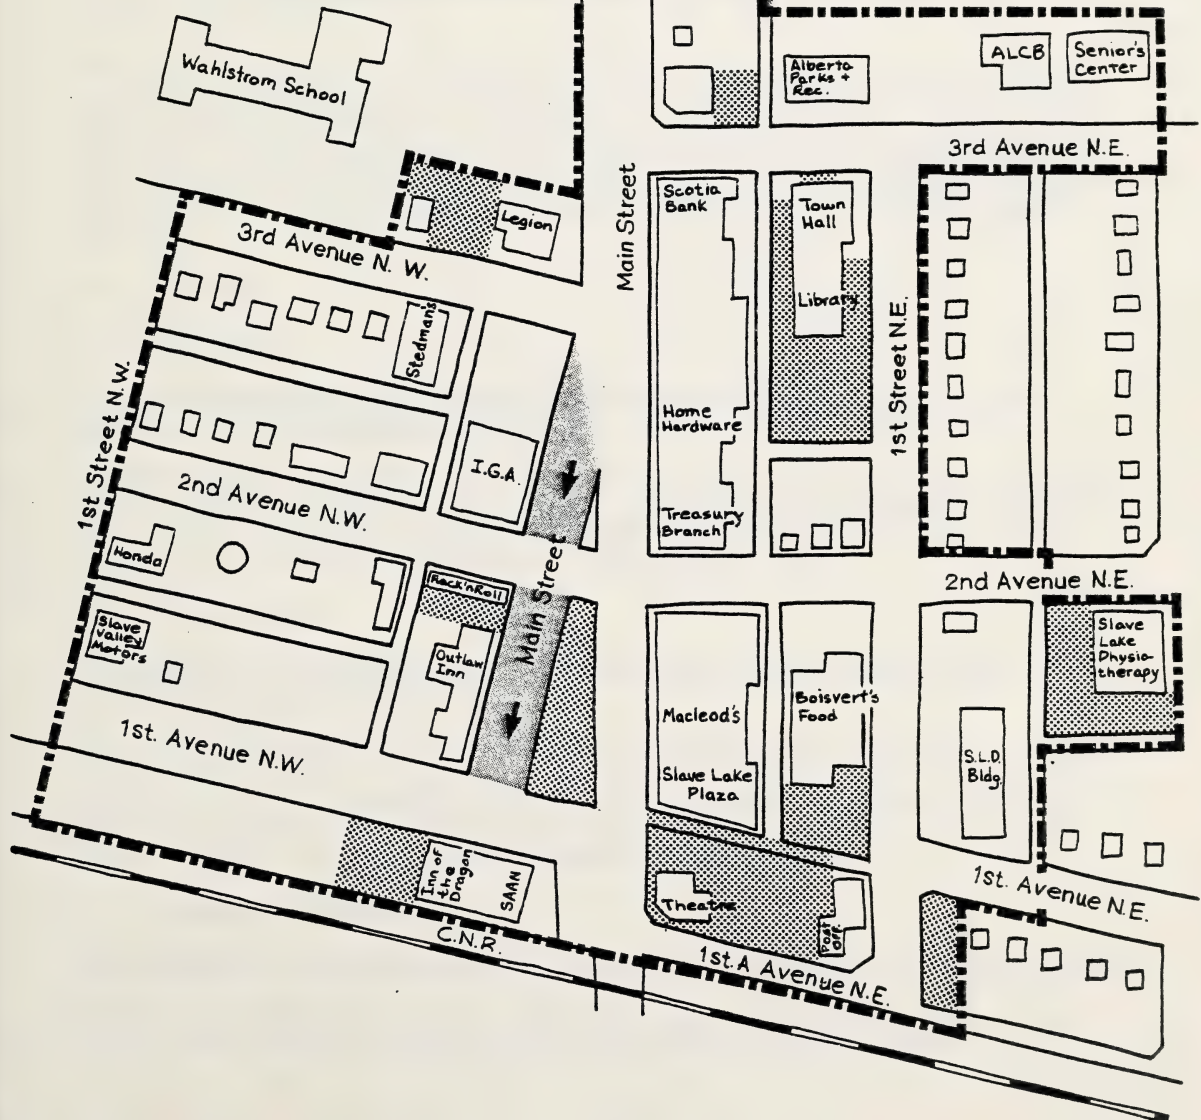 Wahlstrom School
Alberta
Parks +
Rec.
ALCB
Senior's
Center
3rd Avenue N.E.
Legion
3rd Avenue N. W.
Main Street
Scotia
Bank
Town
Hall
Library
1st Street N.E.
Stedmans
1st Street N.W.
I.G.A.
Home
Hardware
Treasury
Branch
2nd Avenue N.W.
2nd Avenue N.E.
Honda
Rock'n Roll
Main Street
Slave
Valley
Motors
Outlaw
Inn
Slave
Lake
Physio-
therapy
Macleod's
Boisvert's
Food
S.L.D.
Bldg.
Slave Lake
Plaza
1st. Avenue N.W.
Inn of
the
Dragon
SAAN
Theatre
Post
Off.
1st. Avenue N.E.
C.N.R.
1st. A Avenue N.E.